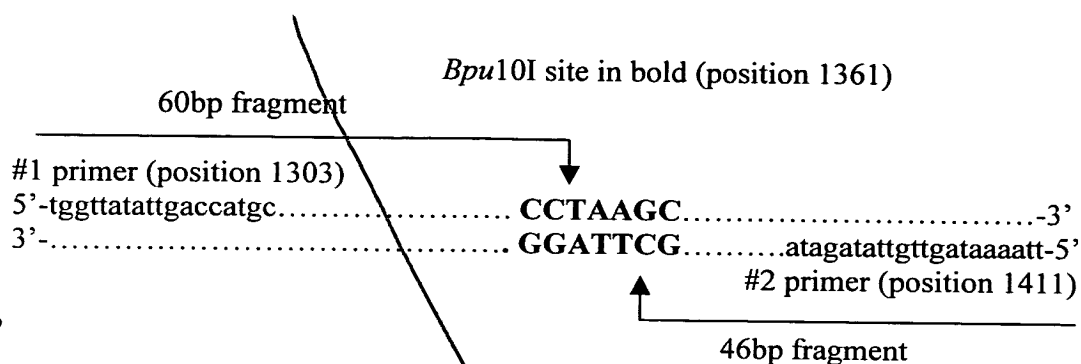 Bpu10I site in bold (position 1361)
60bp fragment
#1 primer (position 1303)
5’-tggttatattgaccatgc........................ CCTAAGC...................................-3’
3’-............................................... GGATTCG..........atagatattgttgataaaaatt-5’
#2 primer (position 1411)
46bp fragment